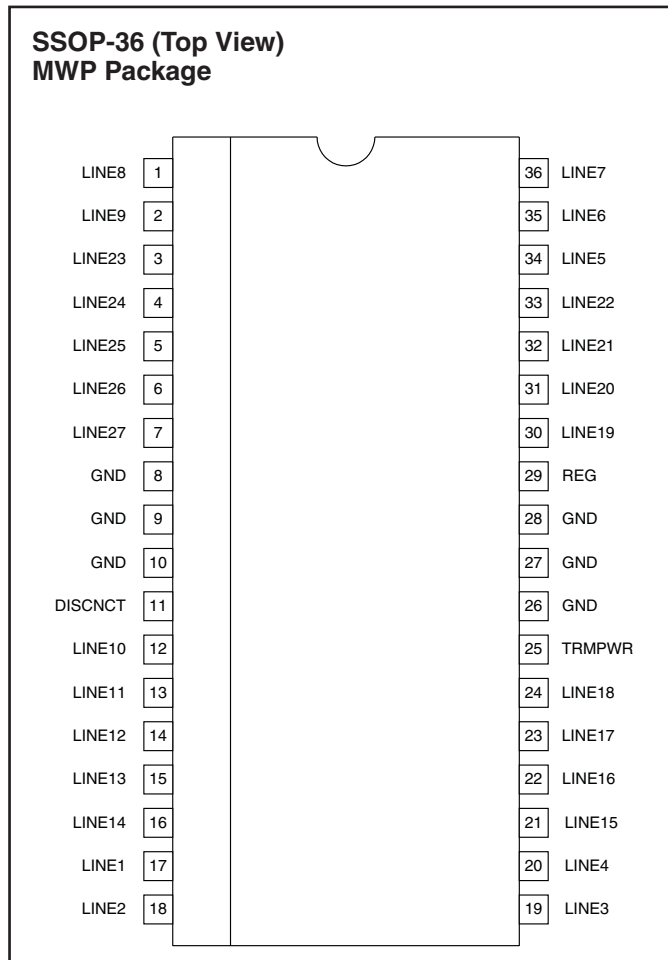 SSOP-36 (Top View)
MWP Package
LINE8 1 36 LINE7
LINE9 2 35 LINE6
LINE23 3 34 LINE5
LINE24 4 33 LINE22
LINE25 5 32 LINE21
LINE26 6 31 LINE20
LINE27 7 30 LINE19
GND 8 29 REG
GND 9 28 GND
GND 10 27 GND
DISCNCT 11 26 GND
LINE10 12 25 TRMPWR
LINE11 13 24 LINE18
LINE12 14 23 LINE17
LINE13 15 22 LINE16
LINE14 16 21 LINE15
LINE1 17 20 LINE4
LINE2 18 19 LINE3